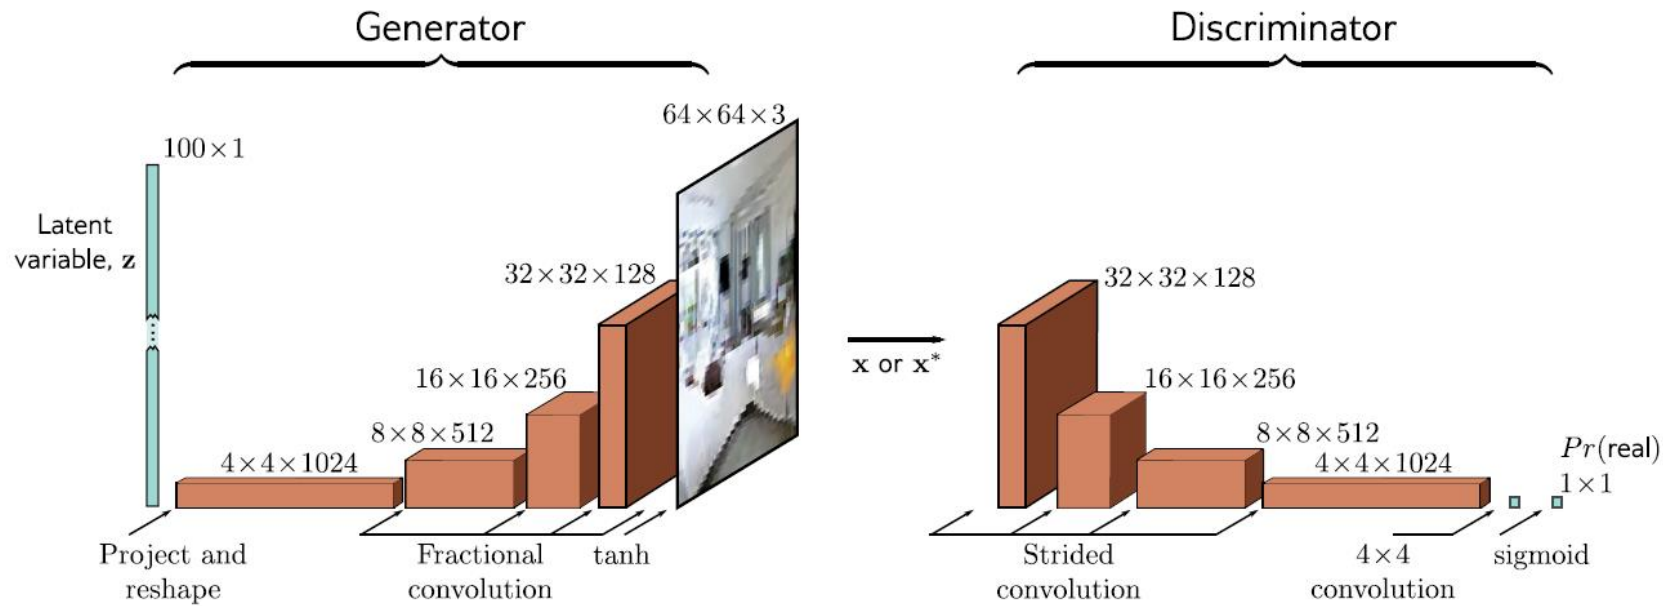 Generator
Discriminator
64×64×3
100×1
Latent
variable, z
32×32×128
16×16×256
8×8×512
4×4×1024
Project and
reshape
Fractional
convolution
tanh
x or x*
32×32×128
16×16×256
8×8×512
4×4×1024
Pr(real)
1×1
Strided
convolution
4×4
convolution
sigmoid